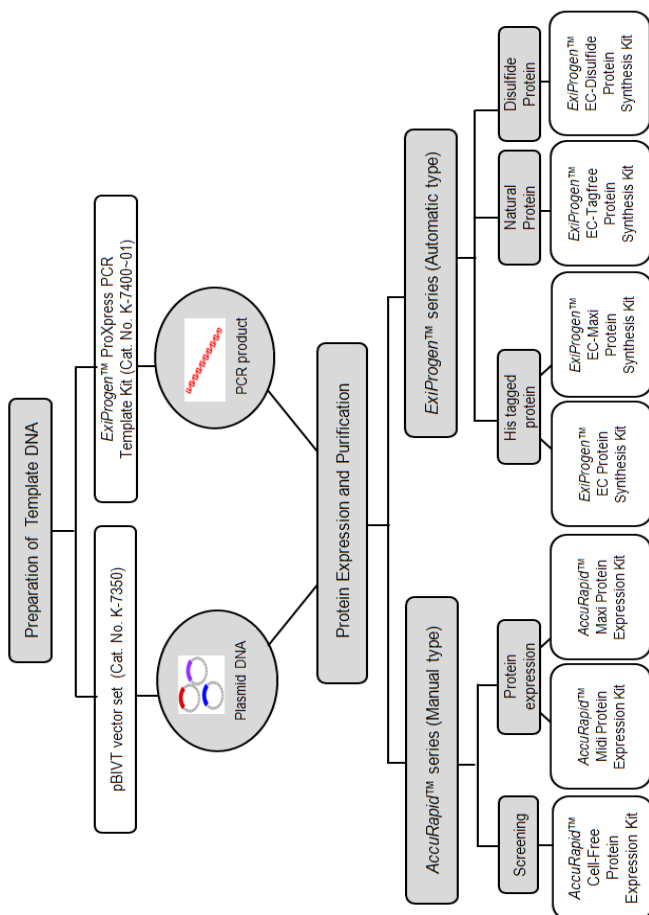 Preparation of Template DNA
pBIVT vector set (Cat. No. K-7350)
ExiProgen™ ProXpress PCR
Template Kit (Cat. No. K-7400~01)
Plasmid DNA
PCR product
Protein Expression and Purification
AccuRapid™ series (Manual type)
ExiProgen™ series (Automatic type)
Screening
Protein
expression
His tagged
protein
Natural
Protein
Disulfide
Protein
AccuRapid™
Cell-Free
Protein
Expression Kit
AccuRapid™
Midi Protein
Expression Kit
AccuRapid™
Maxi Protein
Expression Kit
ExiProgen™
EC Protein
Synthesis Kit
ExiProgen™
EC-Maxi
Protein
Synthesis Kit
ExiProgen™
EC-Tagfree
Protein
Synthesis Kit
ExiProgen™
EC-Disulfide
Protein
Synthesis Kit